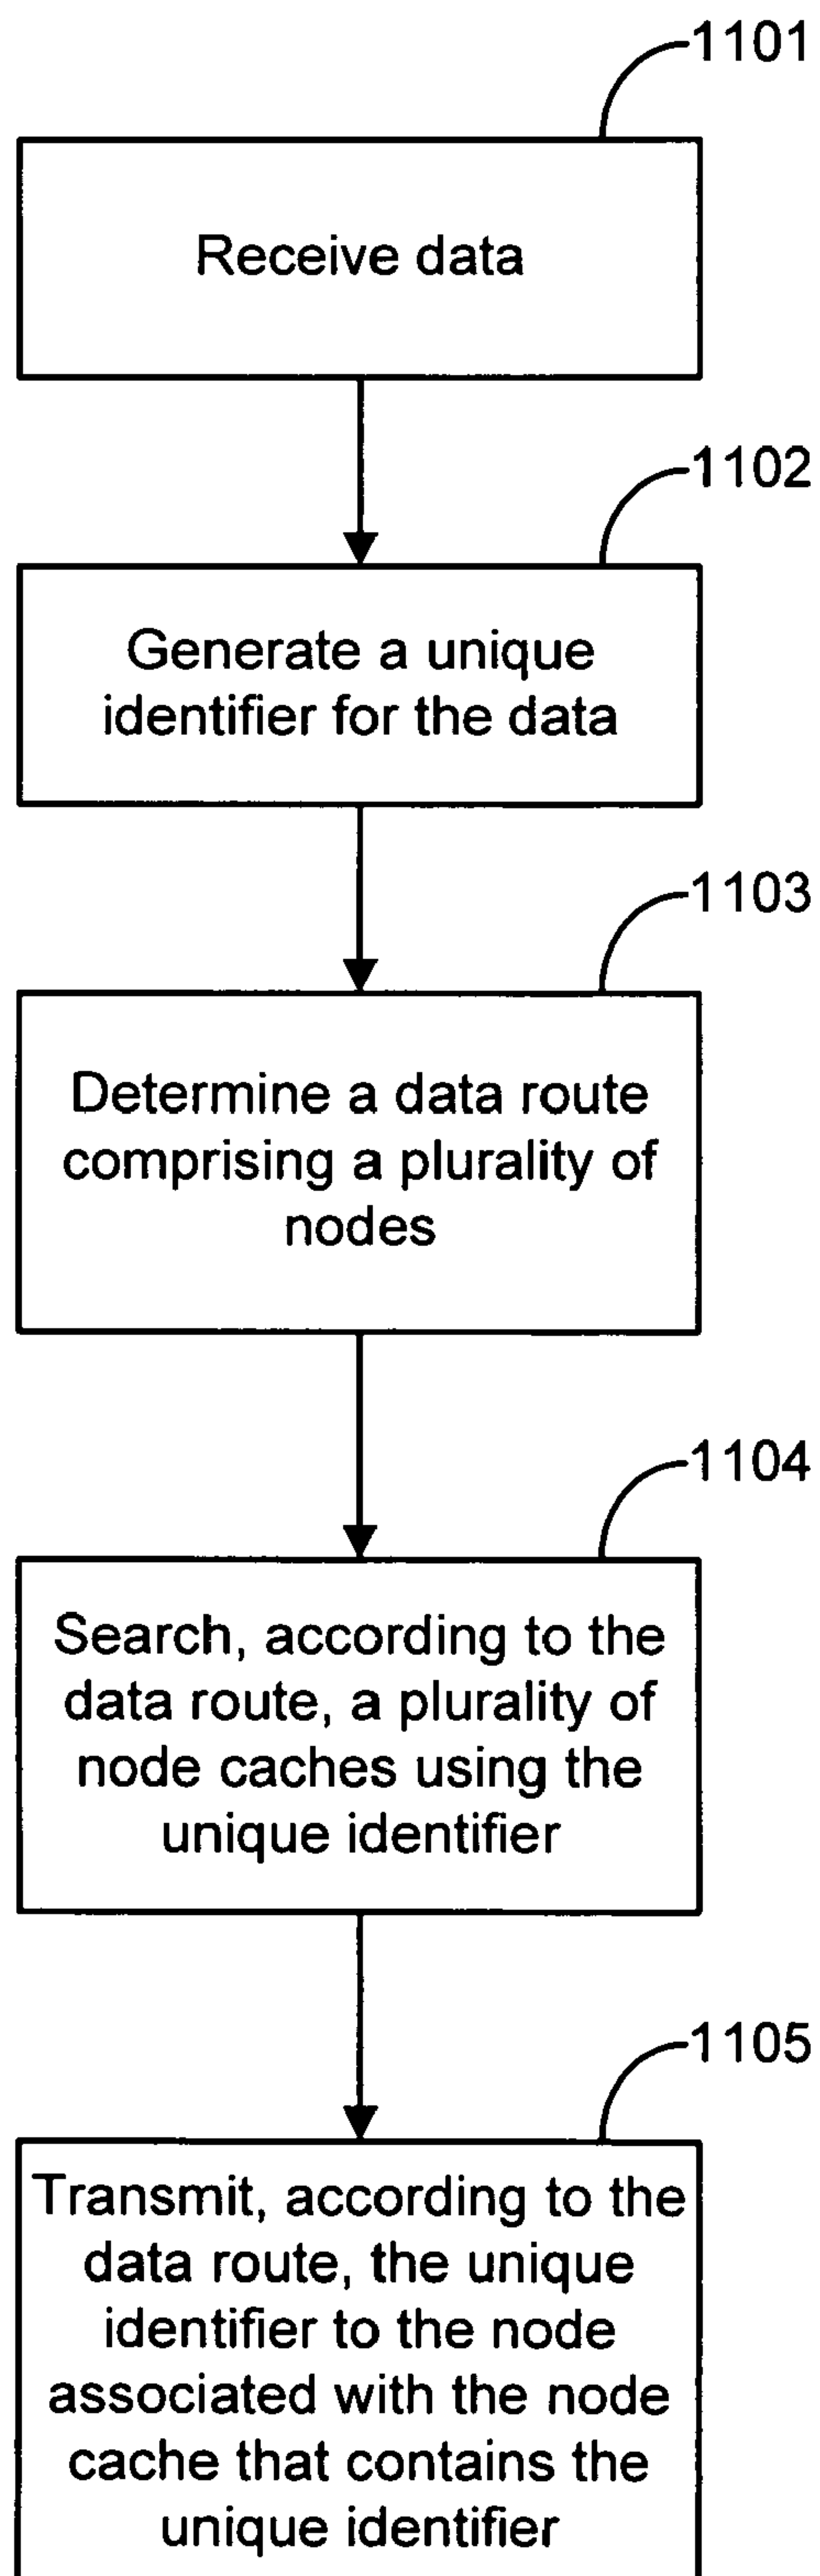 1101
Receive data
1102
Generate a unique
identifier for the data
1103
Determine a data route
comprising a plurality of
nodes
1104
Search, according to the
data route, a plurality of
node caches using the
unique identifier
1105
Transmit, according to the
data route, the unique
identifier to the node
associated with the node
cache that contains the
unique identifier